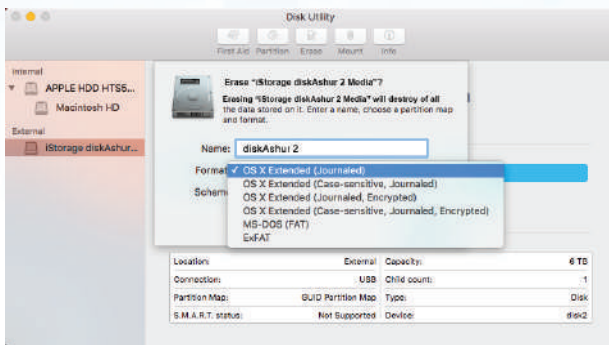 Disk Utility
First Aid Partition Erase Mount Info
Internal
APPLE HDD HTS5...
Macintosh HD
External
iStorage diskAshur...
Erase "iStorage diskAshur 2 Media"?
Erasing "iStorage diskAshur 2 Media" will destroy of all
the data stored on it. Enter a name, choose a partition map
and format.
Name: diskAshur 2
Format ✓ OS X Extended (Journaled)
OS X Extended (Case-sensitive, Journaled)
Schem
OS X Extended (Journaled, Encrypted)
OS X Extended (Case-sensitive, Journaled, Encrypted)
MS-DOS (FAT)
ExFAT
Location: External Capacity: 6 TB
Connection: USB Child count: 1
Partition Map: GUID Partition Map Type: Disk
S.M.A.R.T. status: Not Supported Device: disk2